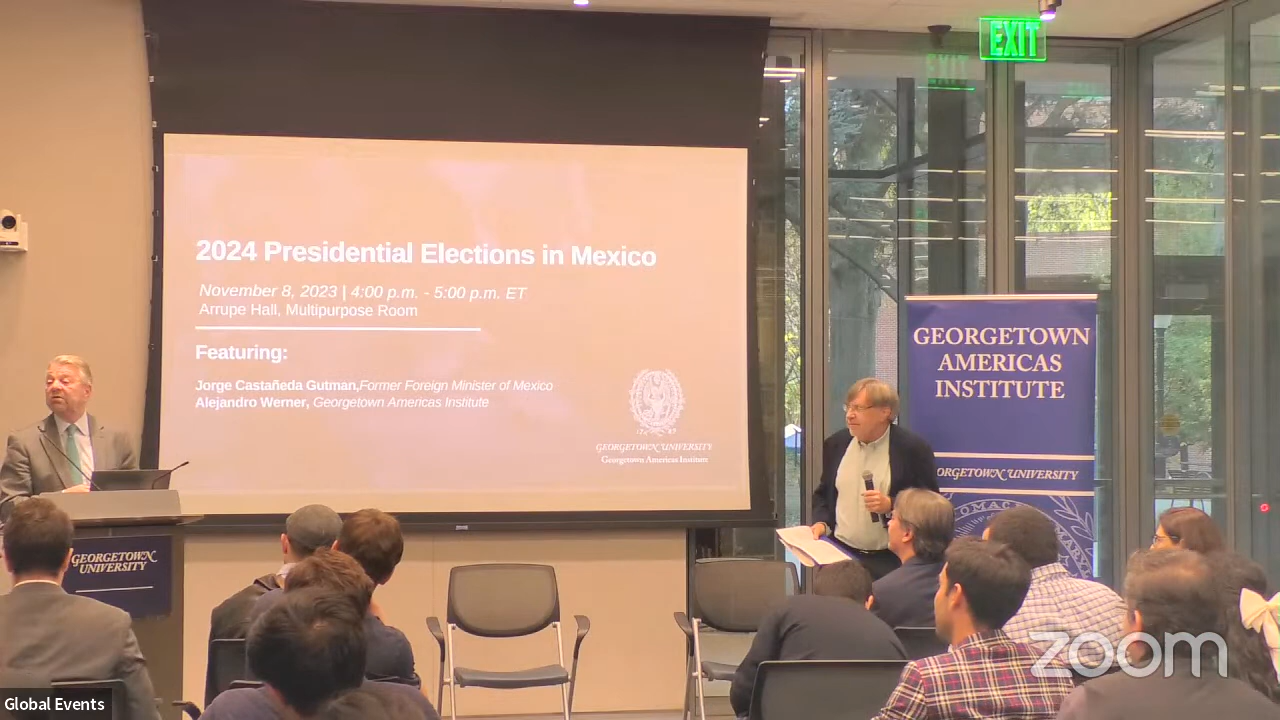 EXIT
2024 Presidential Elections in Mexico
November 8, 2023 | 4:00 p.m. - 5:00 p.m. ET
Arrupe Hall, Multipurpose Room
Featuring:
Jorge Castañeda Gutman,Former Foreign Minister of Mexico
Alejandro Werner, Georgetown Americas Institute
GEORGETOWN UNIVERSITY
Georgetown Americas Institute
GEORGETOWN
AMERICAS
INSTITUTE
ORGETOWN UNIVERSITY
GEORGETOWN
UNIVERSITY
zoom
Global Events